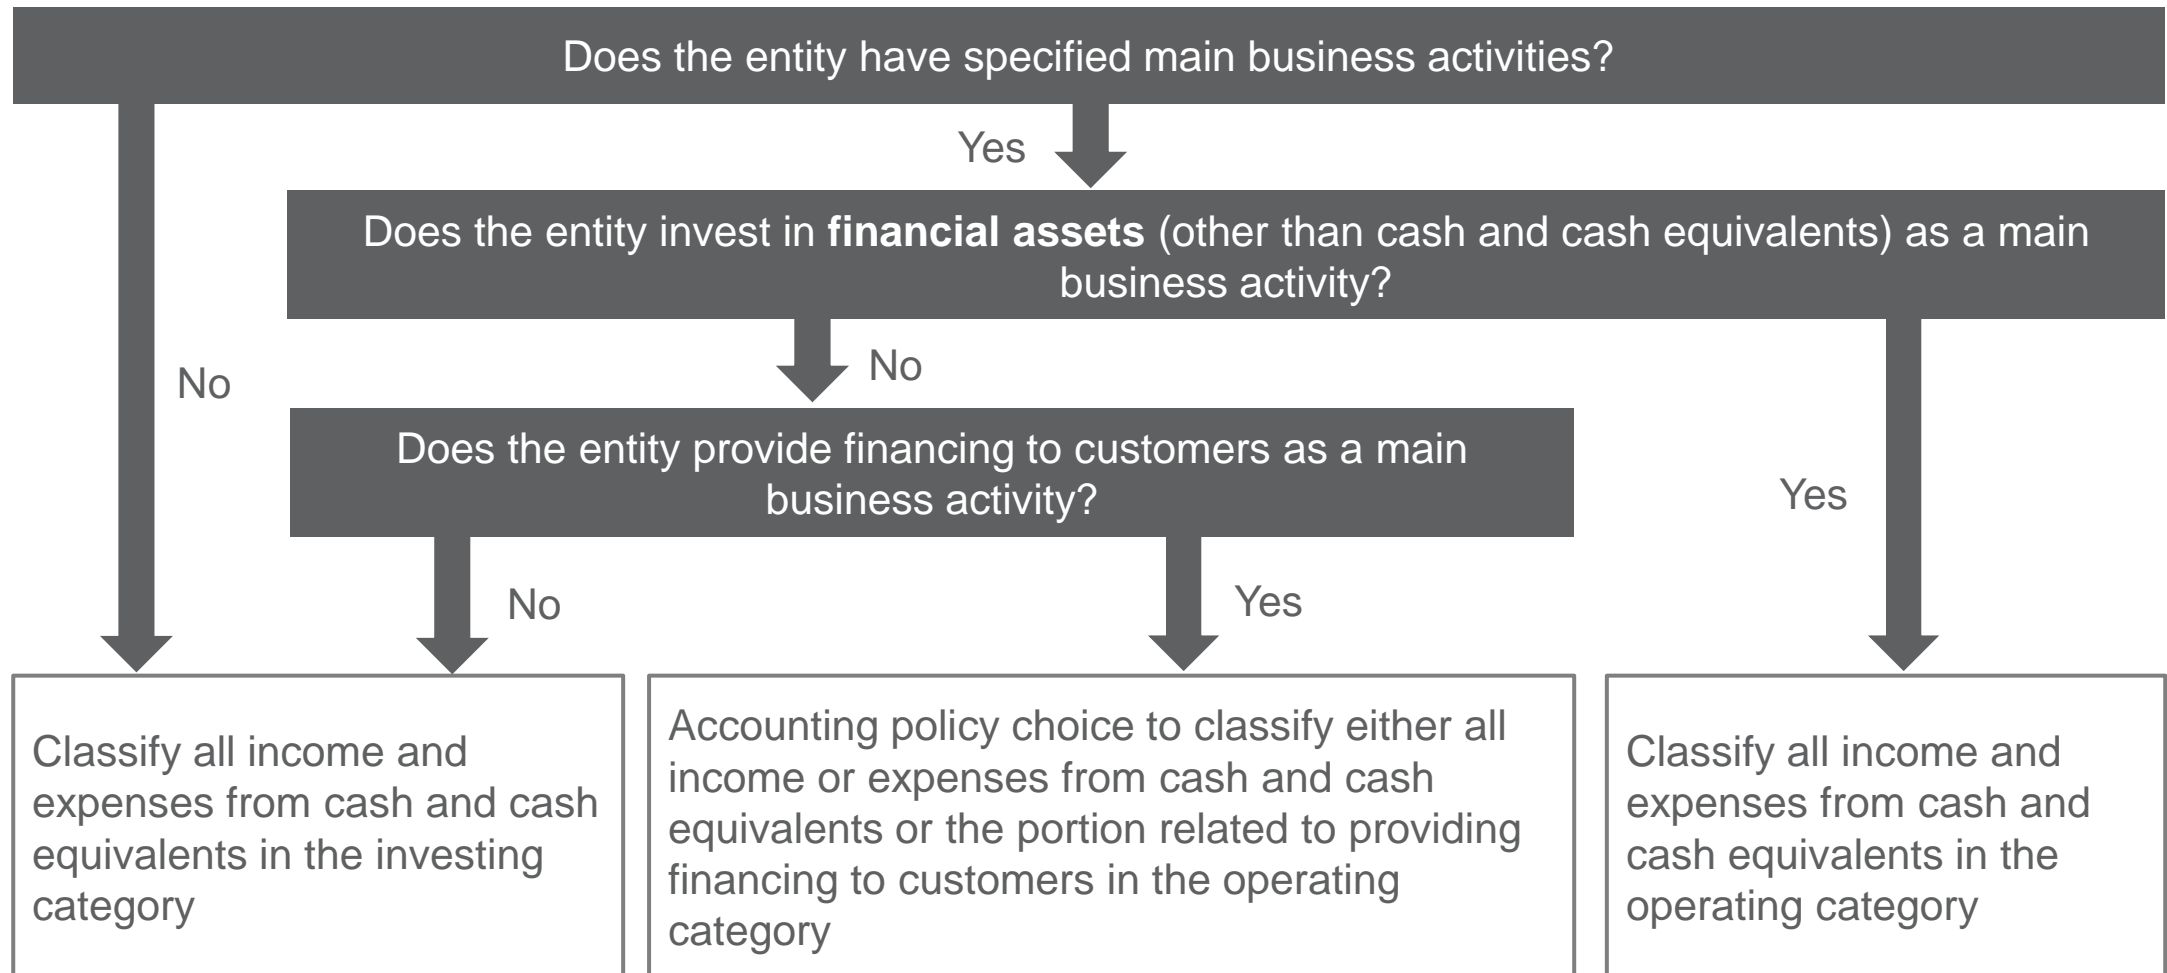 Does the entity have specified main business activities?
Yes
Does the entity invest in financial assets (other than cash and cash equivalents) as a main
business activity?
No
No
Does the entity provide financing to customers as a main
business activity?
Yes
No
Yes
Classify all income and
expenses from cash and cash
equivalents in the investing
category
Accounting policy choice to classify either all
income or expenses from cash and cash
equivalents or the portion related to providing
financing to customers in the operating
category
Classify all income and
expenses from cash and
cash equivalents in the
operating category